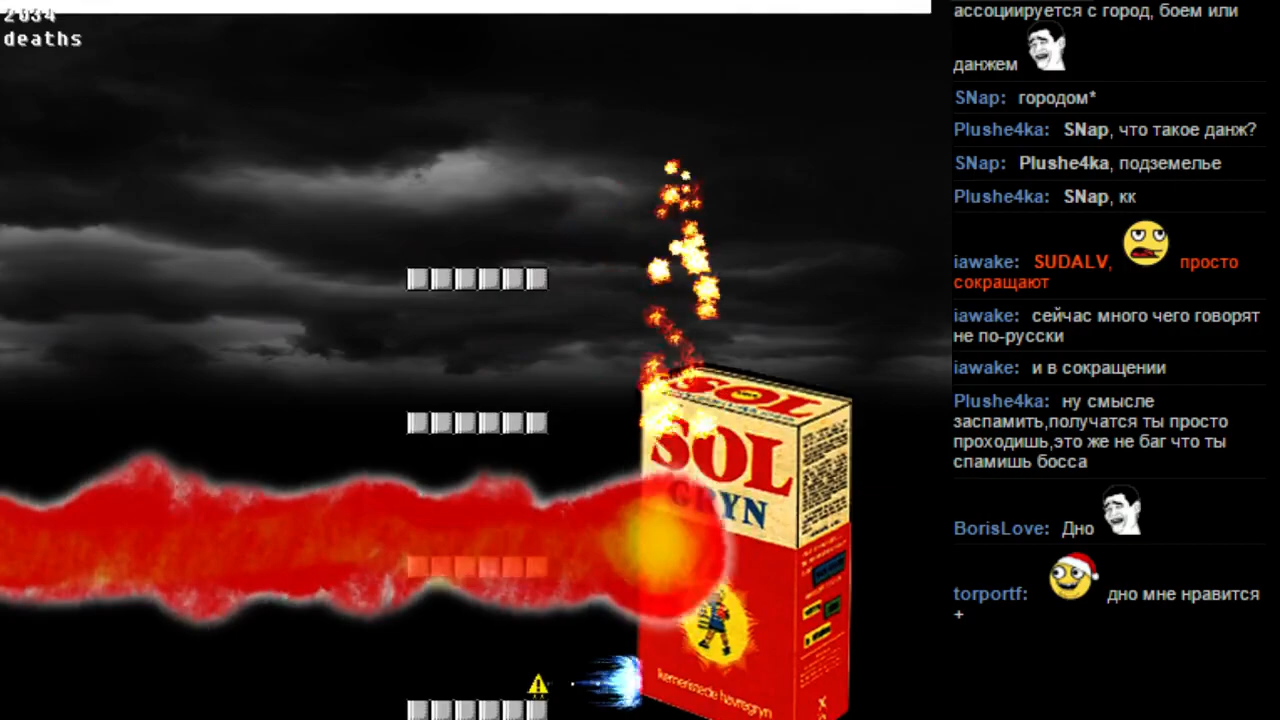 2034
deaths
SOL
SOL
GRYN
kerneristede havregryn
ассоциируется с город, боем или
данжем
SNap: городом*
Plushe4ka: SNap, что такое данж?
SNap: Plushe4ka, подземелье
Plushe4ka: SNap, кк
iawake: SUDALV, просто
сокращают
iawake: сейчас много чего говорят
не по-русски
iawake: и в сокращении
Plushe4ka: ну смысле
заспамить,получатся ты просто
проходишь,это же не баг что ты
спамишь босса
BorisLove: Дно
torportf: дно мне нравится
+